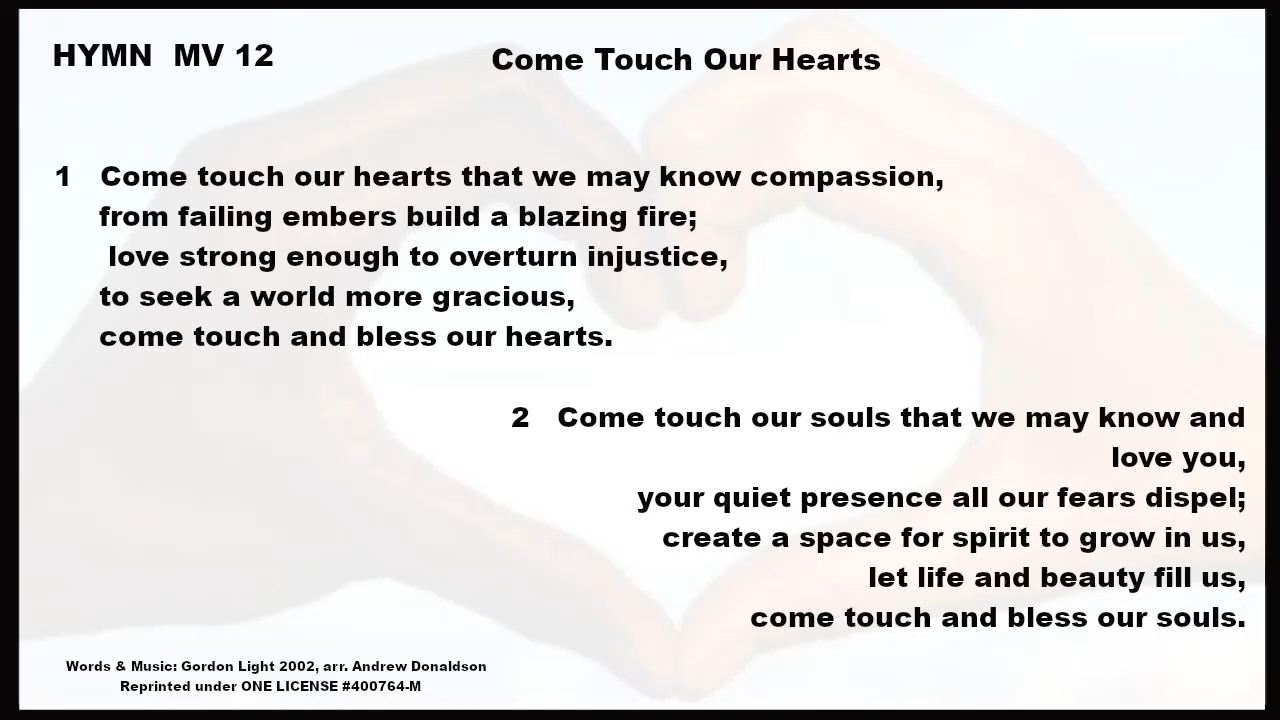 HYMN  MV 12
Come Touch Our Hearts
1   Come touch our hearts that we may know compassion,
from failing embers build a blazing fire;
love strong enough to overturn injustice,
to seek a world more gracious,
come touch and bless our hearts.
2   Come touch our souls that we may know and
love you,
your quiet presence all our fears dispel;
create a space for spirit to grow in us,
let life and beauty fill us,
come touch and bless our souls.
Words & Music: Gordon Light 2002, arr. Andrew Donaldson
Reprinted under ONE LICENSE #400764-M